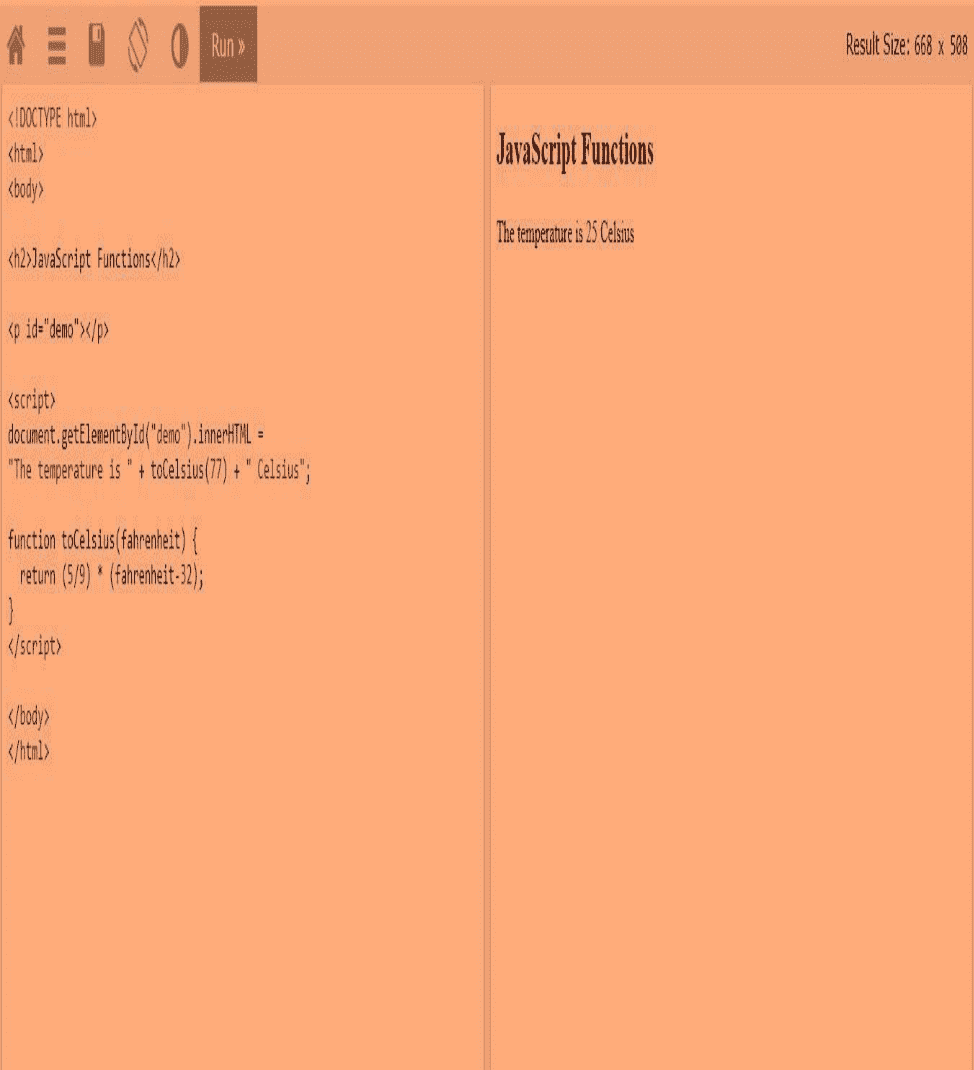 Run »
Result Size: 668 x 508
<!DOCTYPE html>
<html>
<body>
<h2>JavaScript Functions</h2>
<p id="demo"></p>
<script>
document.getElementById("demo").innerHTML =
"The temperature is " + toCelsius(77) + " Celsius";
function toCelsius(fahrenheit) {
  return (5/9) * (fahrenheit-32);
}
</script>
</body>
</html>
JavaScript Functions
The temperature is 25 Celsius